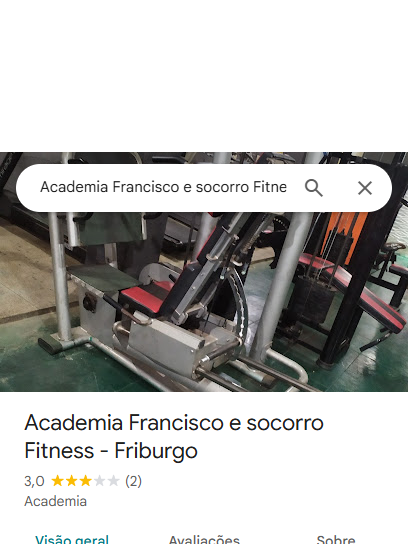 Academia Francisco e socorro Fitne
Academia Francisco e socorro
Fitness - Friburgo
3,0 (2)
Academia
Visão geral Avaliações Sobre